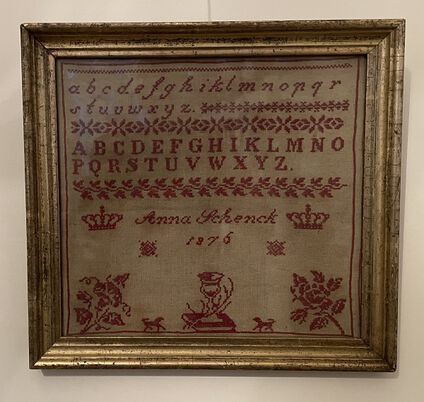 abcdefghiklmnopqr
stuvwxyz.
ABCDEFGHIKLMNO
PQRSTUVWXYZ.
Anna Schenck
1876